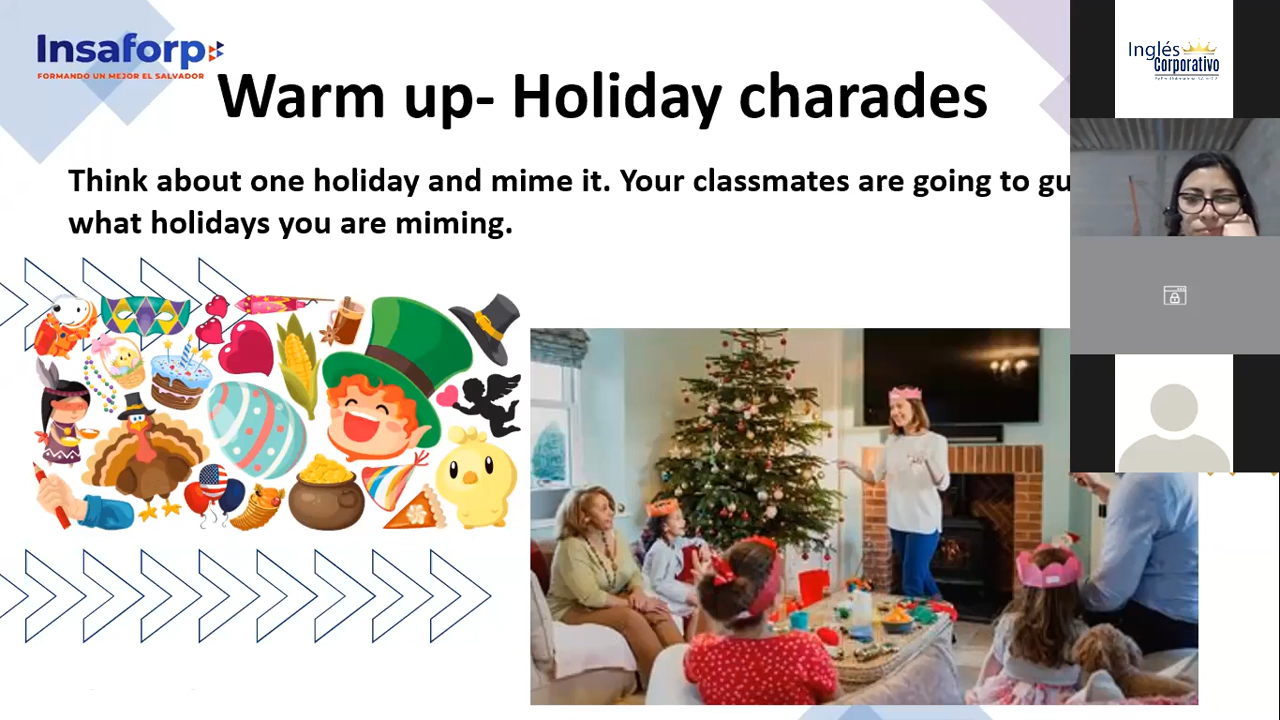 Insaforp
FORMANDO UN MEJOR EL SALVADOR
Warm up- Holiday charades
Think about one holiday and mime it. Your classmates are going to gu
what holidays you are miming.
Inglés
Corporativo